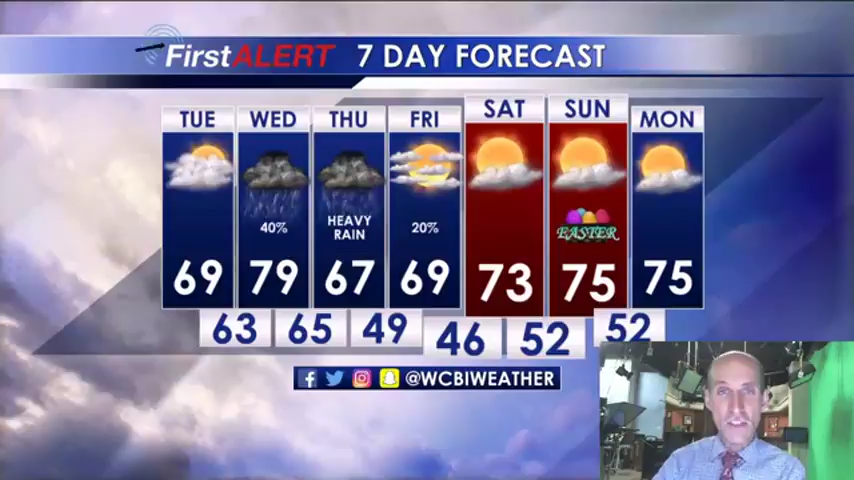 FirstALERT 7 DAY FORECAST
TUE WED THU FRI SAT SUN MON
40% HEAVY RAIN 20% EASTER
69 79 67 69 73 75 75
63 65 49 46 52 52
@WCBIWEATHER